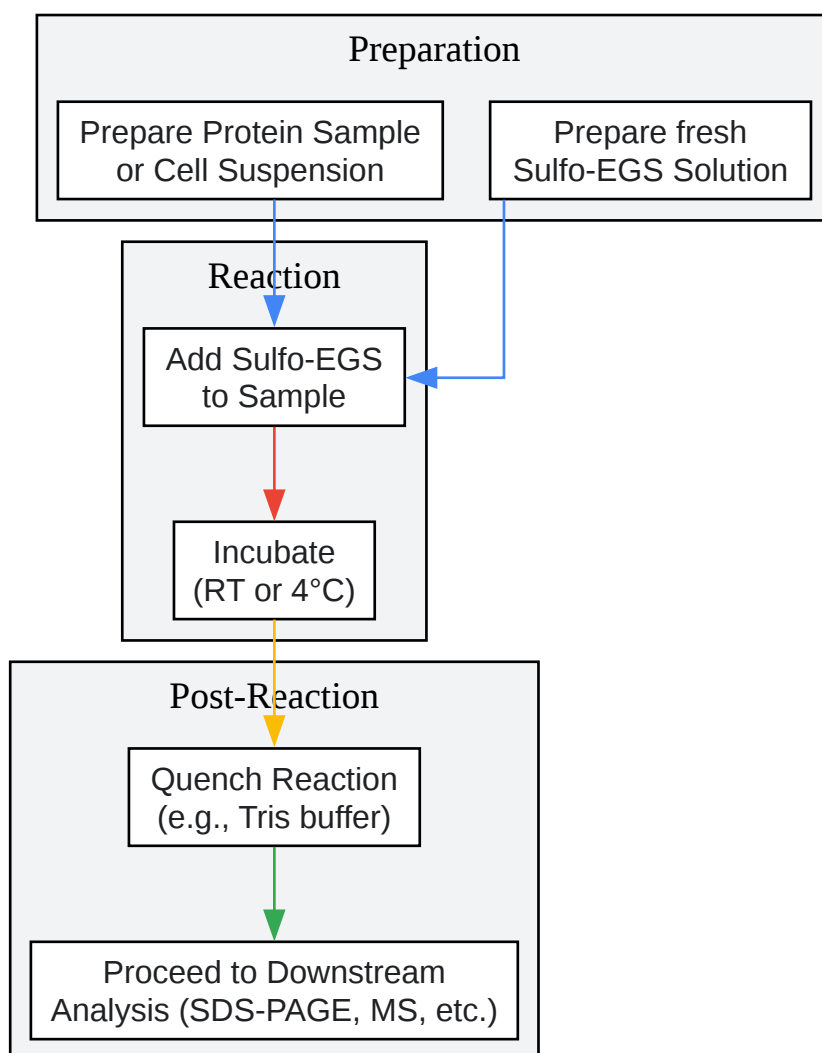 Preparation
Prepare Protein Sample
or Cell Suspension
Prepare fresh
Sulfo-EGS Solution
Reaction
Add Sulfo-EGS
to Sample
Incubate
(RT or 4°C)
Post-Reaction
Quench Reaction
(e.g., Tris buffer)
Proceed to Downstream
Analysis (SDS-PAGE, MS, etc.)